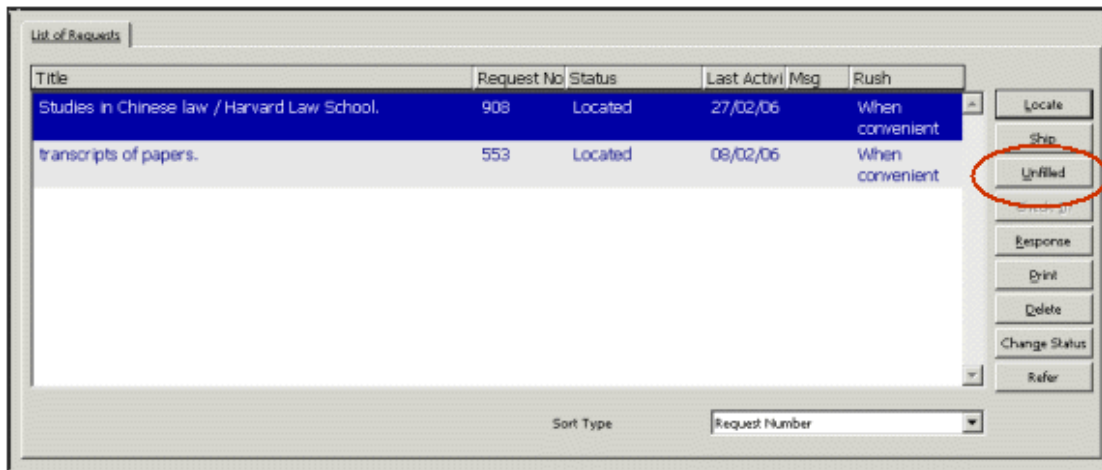 List of Requests
Title Request No Status Last Activi Msg Rush
Studies in Chinese law / Harvard Law School. 908 Located 27/02/06 When
convenient
transcripts of papers. 553 Located 08/02/06 When
convenient
Locate
Ship
Unfilled
Check In
Response
Print
Delete
Change Status
Refer
Sort Type Request Number